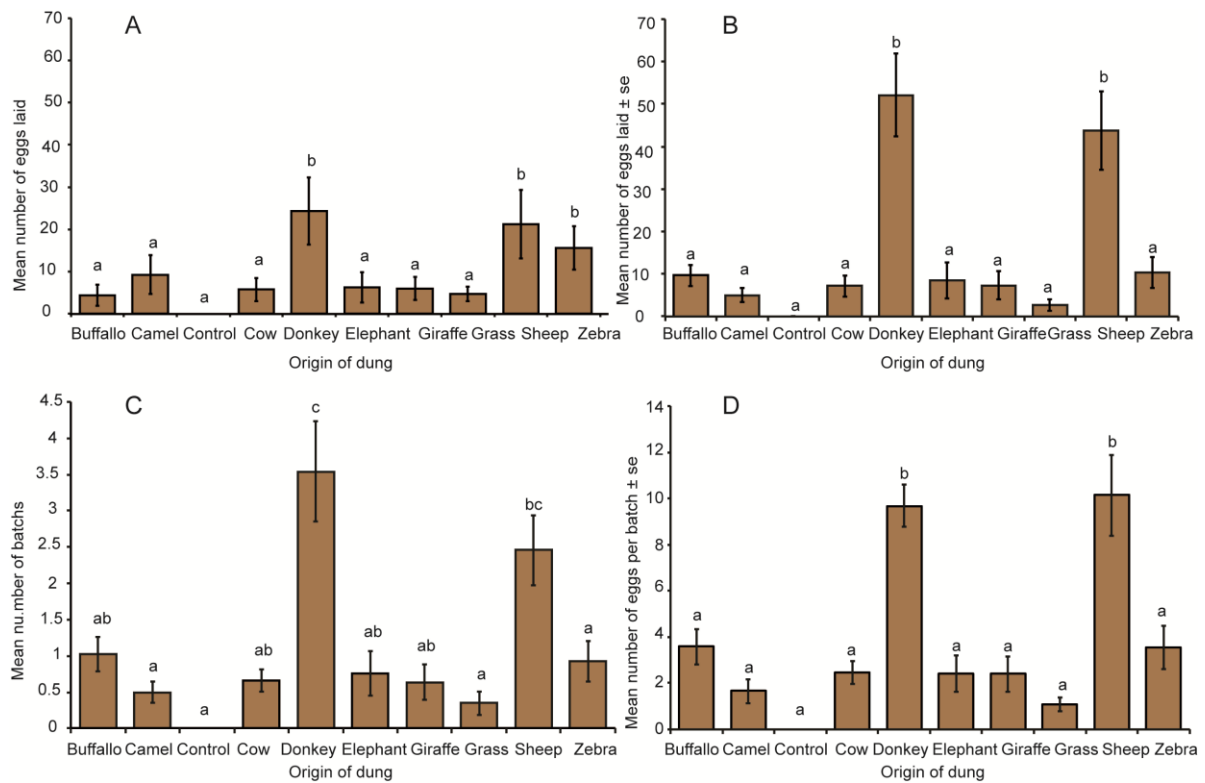 A
Mean number of eggs laid
70
60
50
40
30
20
10
0
a
a
a
a
b
a
a
a
b
b
Buffallo Camel Control Cow Donkey Elephant Giraffe Grass Sheep Zebra
Origin of dung
B
Mean number of eggs laid ± se
70
60
50
40
30
20
10
0
a
a
a
a
b
a
a
a
b
a
Buffallo Camel Control Cow Donkey Elephant Giraffe Grass Sheep Zebra
Origin of dung
C
Mean nu.mber of batchs
4.5
4
3.5
3
2.5
2
1.5
1
0.5
0
ab
a
a
ab
c
ab
ab
a
bc
a
Buffallo Camel Control Cow Donkey Elephant Giraffe Grass Sheep Zebra
Origin of dung
D
Mean number of eggs per batch ± se
14
12
10
8
6
4
2
0
a
a
a
a
b
a
a
a
b
a
Buffallo Camel Control Cow Donkey Elephant Giraffe Grass Sheep Zebra
Origin of dung